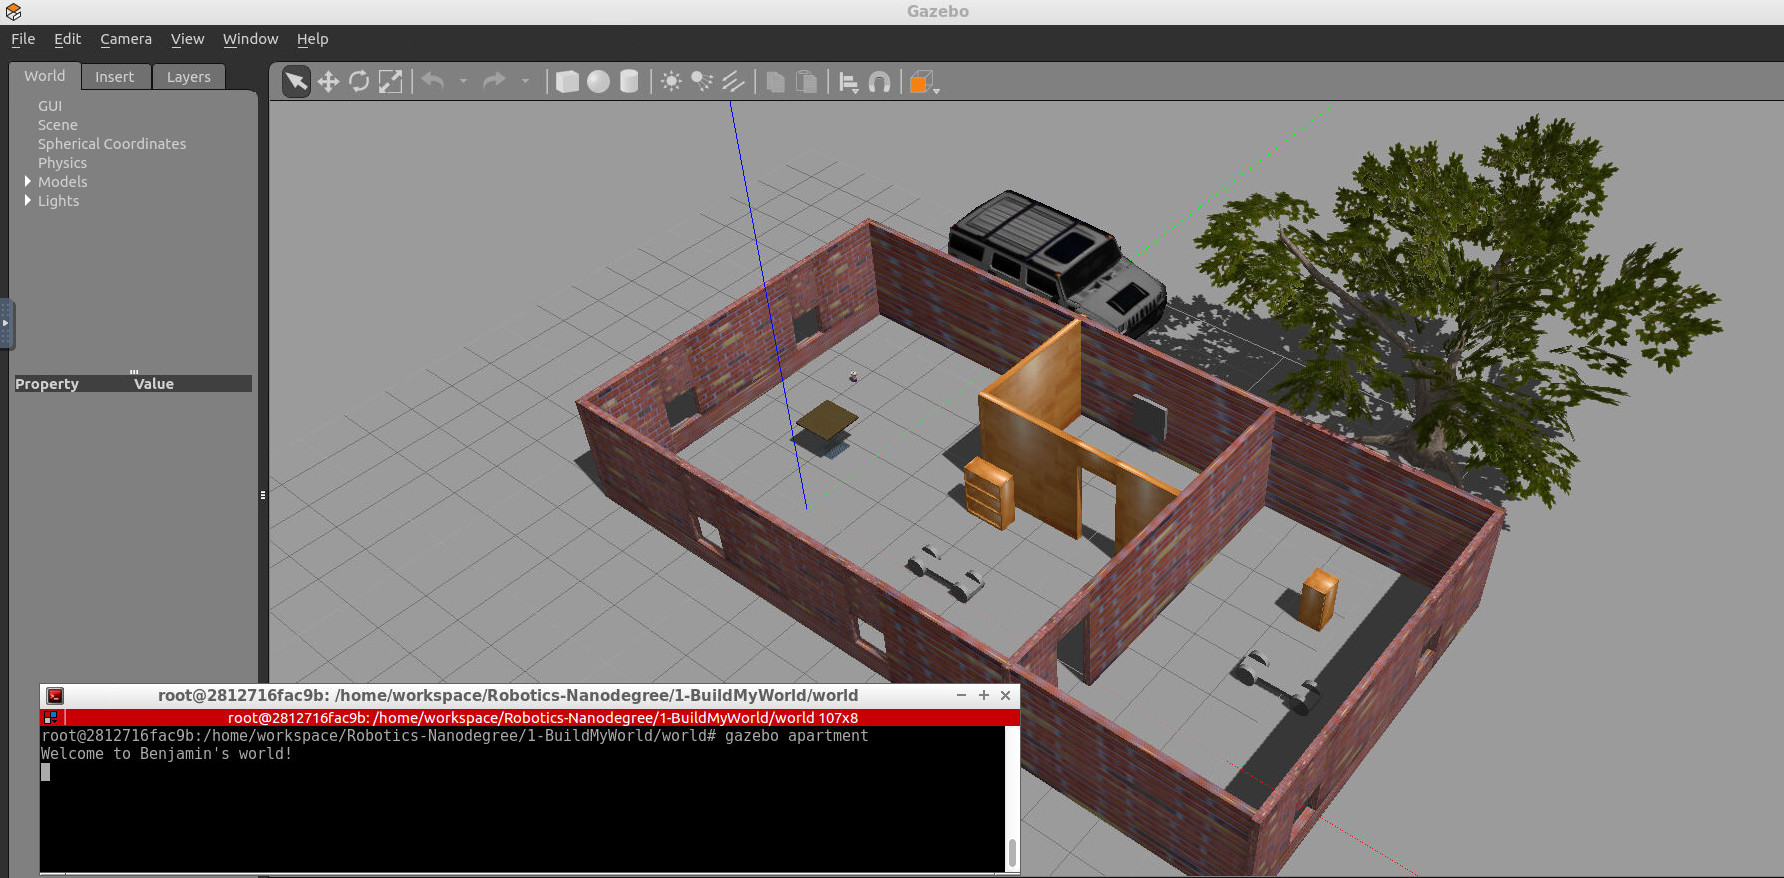 Gazebo
File Edit Camera View Window Help
World Insert Layers
GUI
Scene
Spherical Coordinates
Physics
Models
Lights
Property Value
root@2812716fac9b: /home/workspace/Robotics-Nanodegree/1-BuildMyWorld/world
root@2812716fac9b: /home/workspace/Robotics-Nanodegree/1-BuildMyWorld/world 107x8
root@2812716fac9b:/home/workspace/Robotics-Nanodegree/1-BuildMyWorld/world# gazebo apartment
Welcome to Benjamin's world!